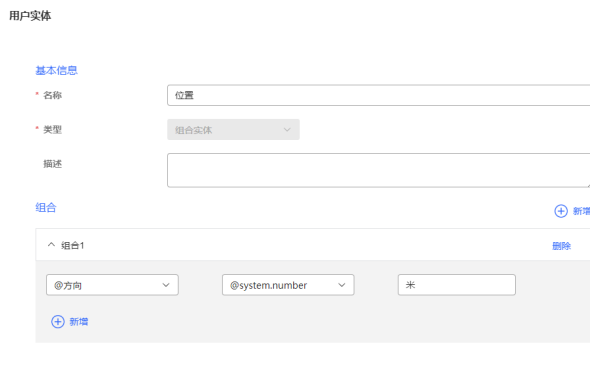 用户实体
基本信息
* 名称 位置
* 类型 组合实体
描述
组合 新增
组合1 删除
@方向 @system.number 米
新增